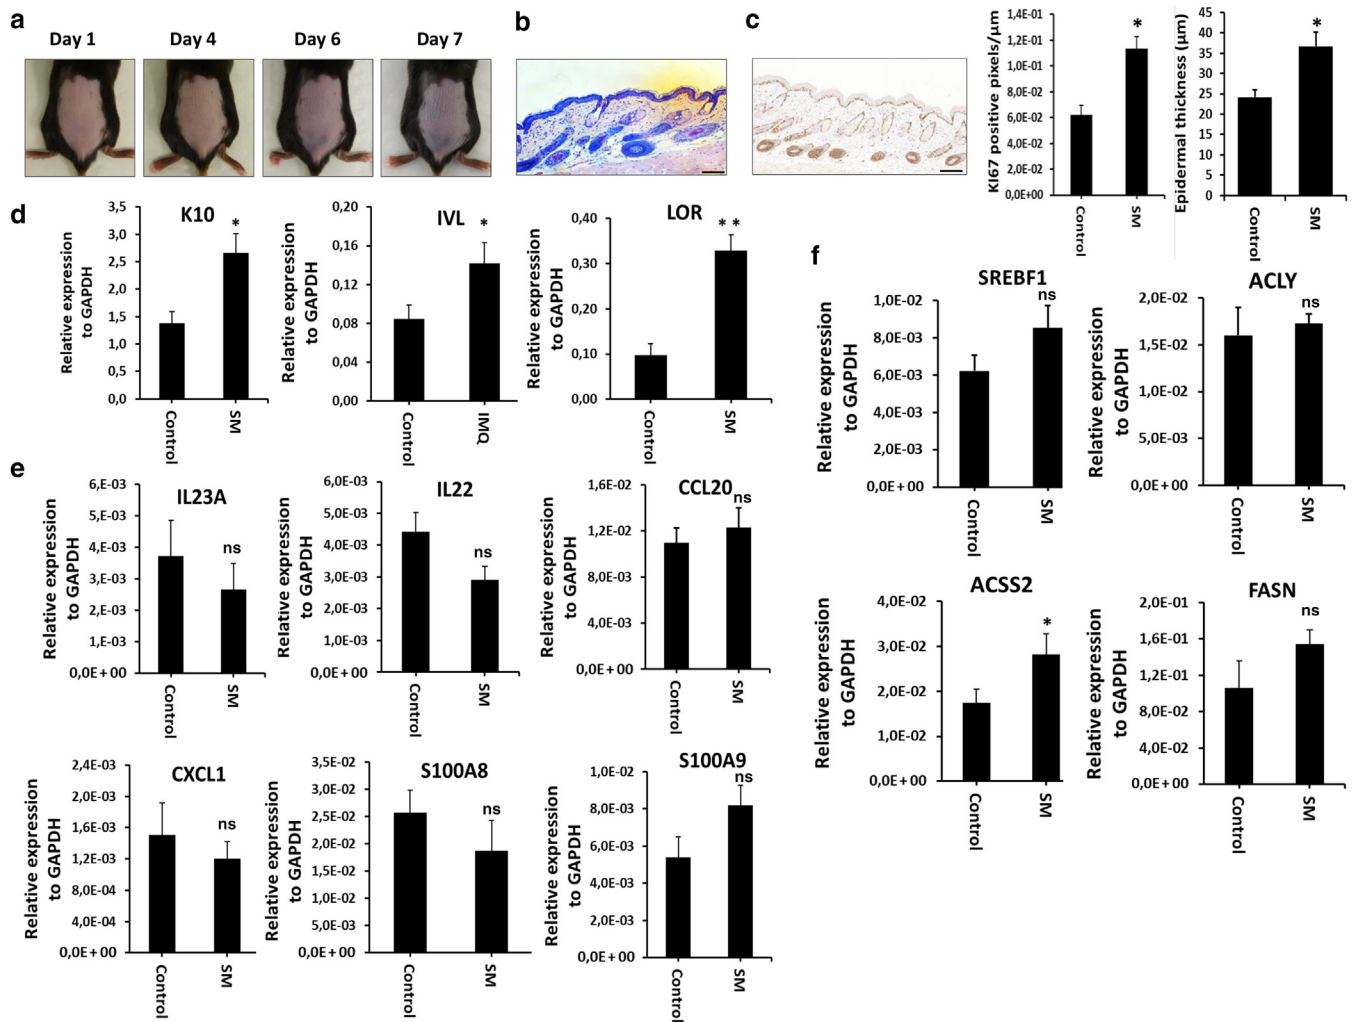 a
Day 1
Day 4
Day 6
Day 7
b
c
KI67 positive pixels/µm
1,4E-01
1,2E-01
1,0E-01
8,0E-02
6,0E-02
4,0E-02
2,0E-02
0,0E+00
*
Control
SM
Epidermal thickness (µm)
45
40
35
30
25
20
15
10
5
0
*
Control
SM
d
K10
Relative expression
to GAPDH
3,5
3,0
2,5
2,0
1,5
1,0
0,5
0,0
*
Control
SM
IVL
Relative expression
to GAPDH
0,20
0,16
0,12
0,08
0,04
0,00
*
Control
IMQ
LOR
Relative expression
to GAPDH
0,40
0,30
0,20
0,10
0,00
**
Control
SM
e
IL23A
Relative expression
to GAPDH
6,E-03
5,E-03
4,E-03
3,E-03
2,E-03
1,E-03
0,0E+00
ns
Control
SM
IL22
Relative expression
to GAPDH
6,0E-03
5,0E-03
4,0E-03
3,0E-03
2,0E-03
1,0E-03
0,0E+00
ns
Control
SM
CCL20
Relative expression
to GAPDH
1,6E-02
1,2E-02
8,0E-03
4,0E-03
0,0E+00
ns
Control
SM
CXCL1
Relative expression
to GAPDH
2,4E-03
2,0E-03
1,6E-03
1,2E-03
8,0E-04
4,0E-04
0,0E+00
ns
Control
SM
S100A8
Relative expression
to GAPDH
3,5E-02
3,0E-02
2,5E-02
2,0E-02
1,5E-02
1,0E-02
5,0E-03
0,0E+00
ns
Control
SM
S100A9
Relative expression
to GAPDH
1,0E-02
8,0E-03
6,0E-03
4,0E-03
2,0E-03
0,0E+00
ns
Control
SM
f
SREBF1
Relative expression
to GAPDH
1,0E-02
8,0E-03
6,0E-03
4,0E-03
2,0E-03
0,0E+00
ns
Control
SM
ACLY
Relative expression
to GAPDH
2,0E-02
1,5E-02
1,0E-02
5,0E-03
0,0E+00
ns
Control
SM
ACSS2
Relative expression
to GAPDH
4,0E-02
3,0E-02
2,0E-02
1,0E-02
0,0E+00
*
Control
SM
FASN
Relative expression
to GAPDH
2,0E-01
1,6E-01
1,2E-01
8,0E-02
4,0E-02
0,0E+00
ns
Control
SM